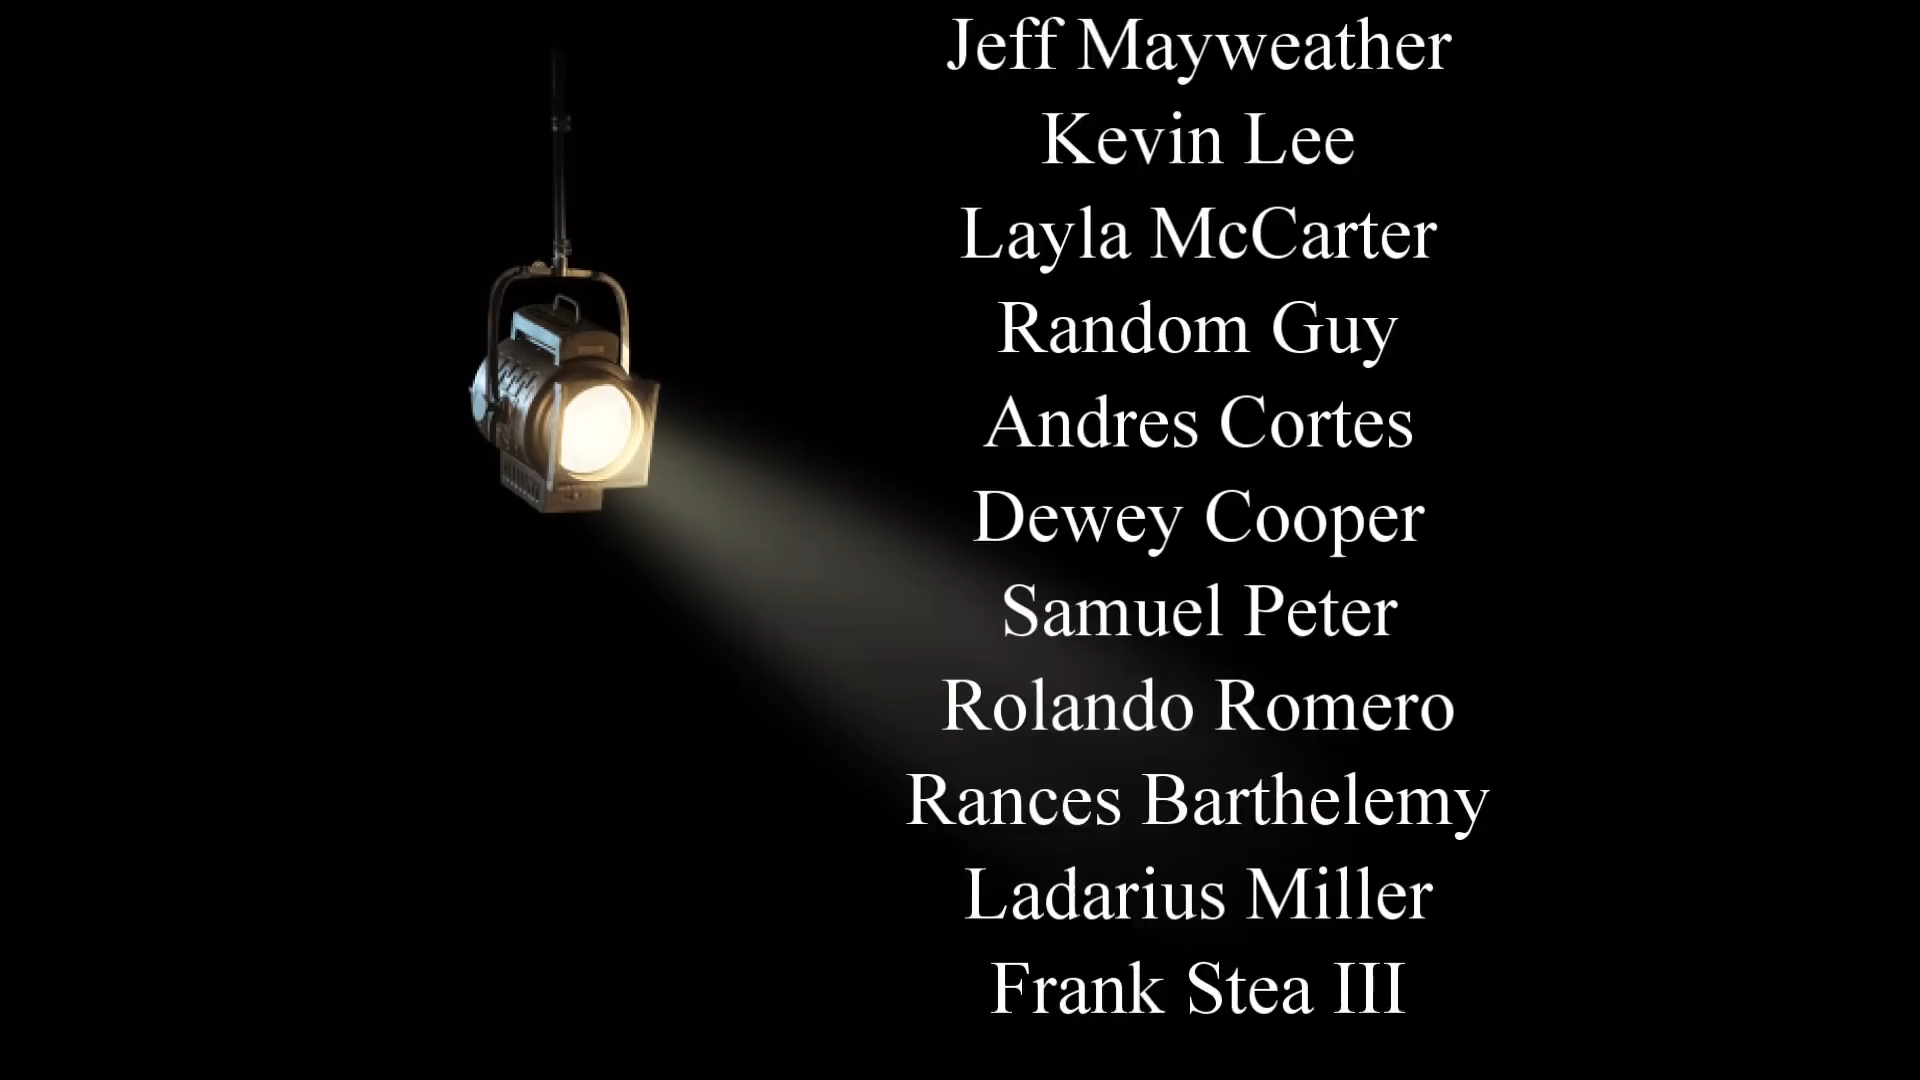 Jeff Mayweather
Kevin Lee
Layla McCarter
Random Guy
Andres Cortes
Dewey Cooper
Samuel Peter
Rolando Romero
Rances Barthelemy
Ladarius Miller
Frank Stea III